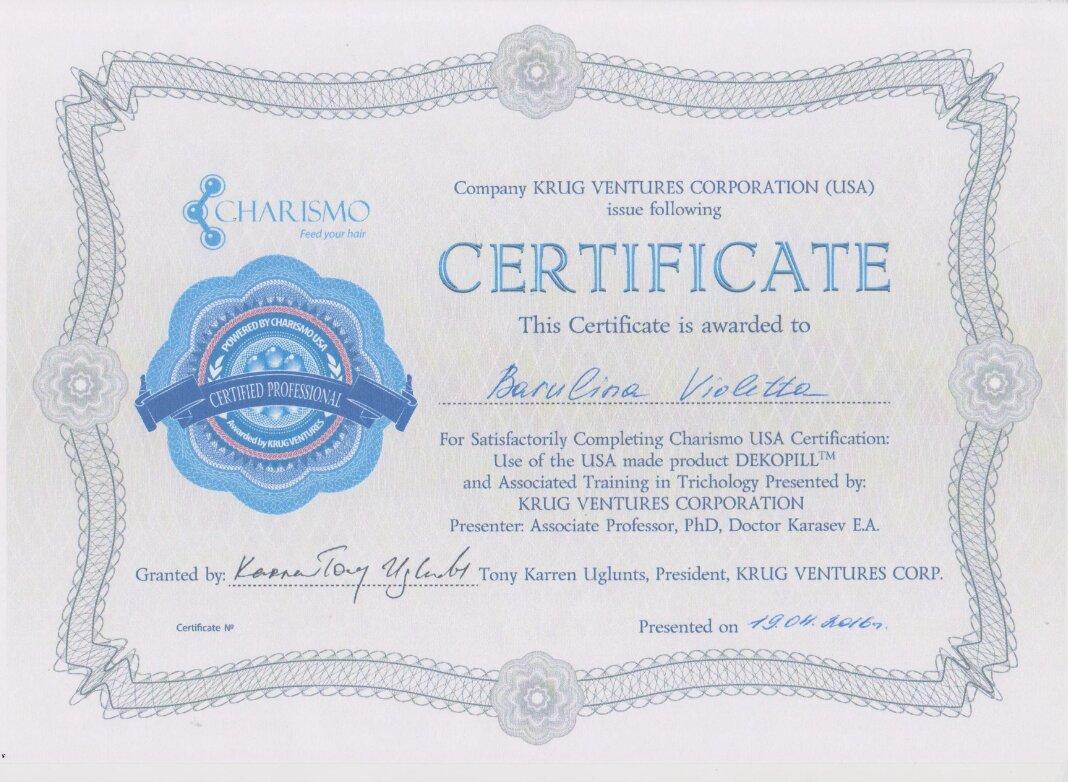 Company KRUG VENTURES CORPORATION (USA)
issue following
CHARISMO
Feed your hair
CERTIFICATE
This Certificate is awarded to
POWERED BY CHARISMO USA
CERTIFIED PROFESSIONAL
Awarded by KRUG VENTURES
Barulina Violetta
For Satisfactorily Completing Charismo USA Certification:
Use of the USA made product DEKOPILL™
and Associated Training in Trichology Presented by:
KRUG VENTURES CORPORATION
Presenter: Associate Professor, PhD, Doctor Karasev E.A.
Granted by: Karren Tony Uglunts Tony Karren Uglunts, President, KRUG VENTURES CORP.
Certificate №
Presented on 19.04.2016г.